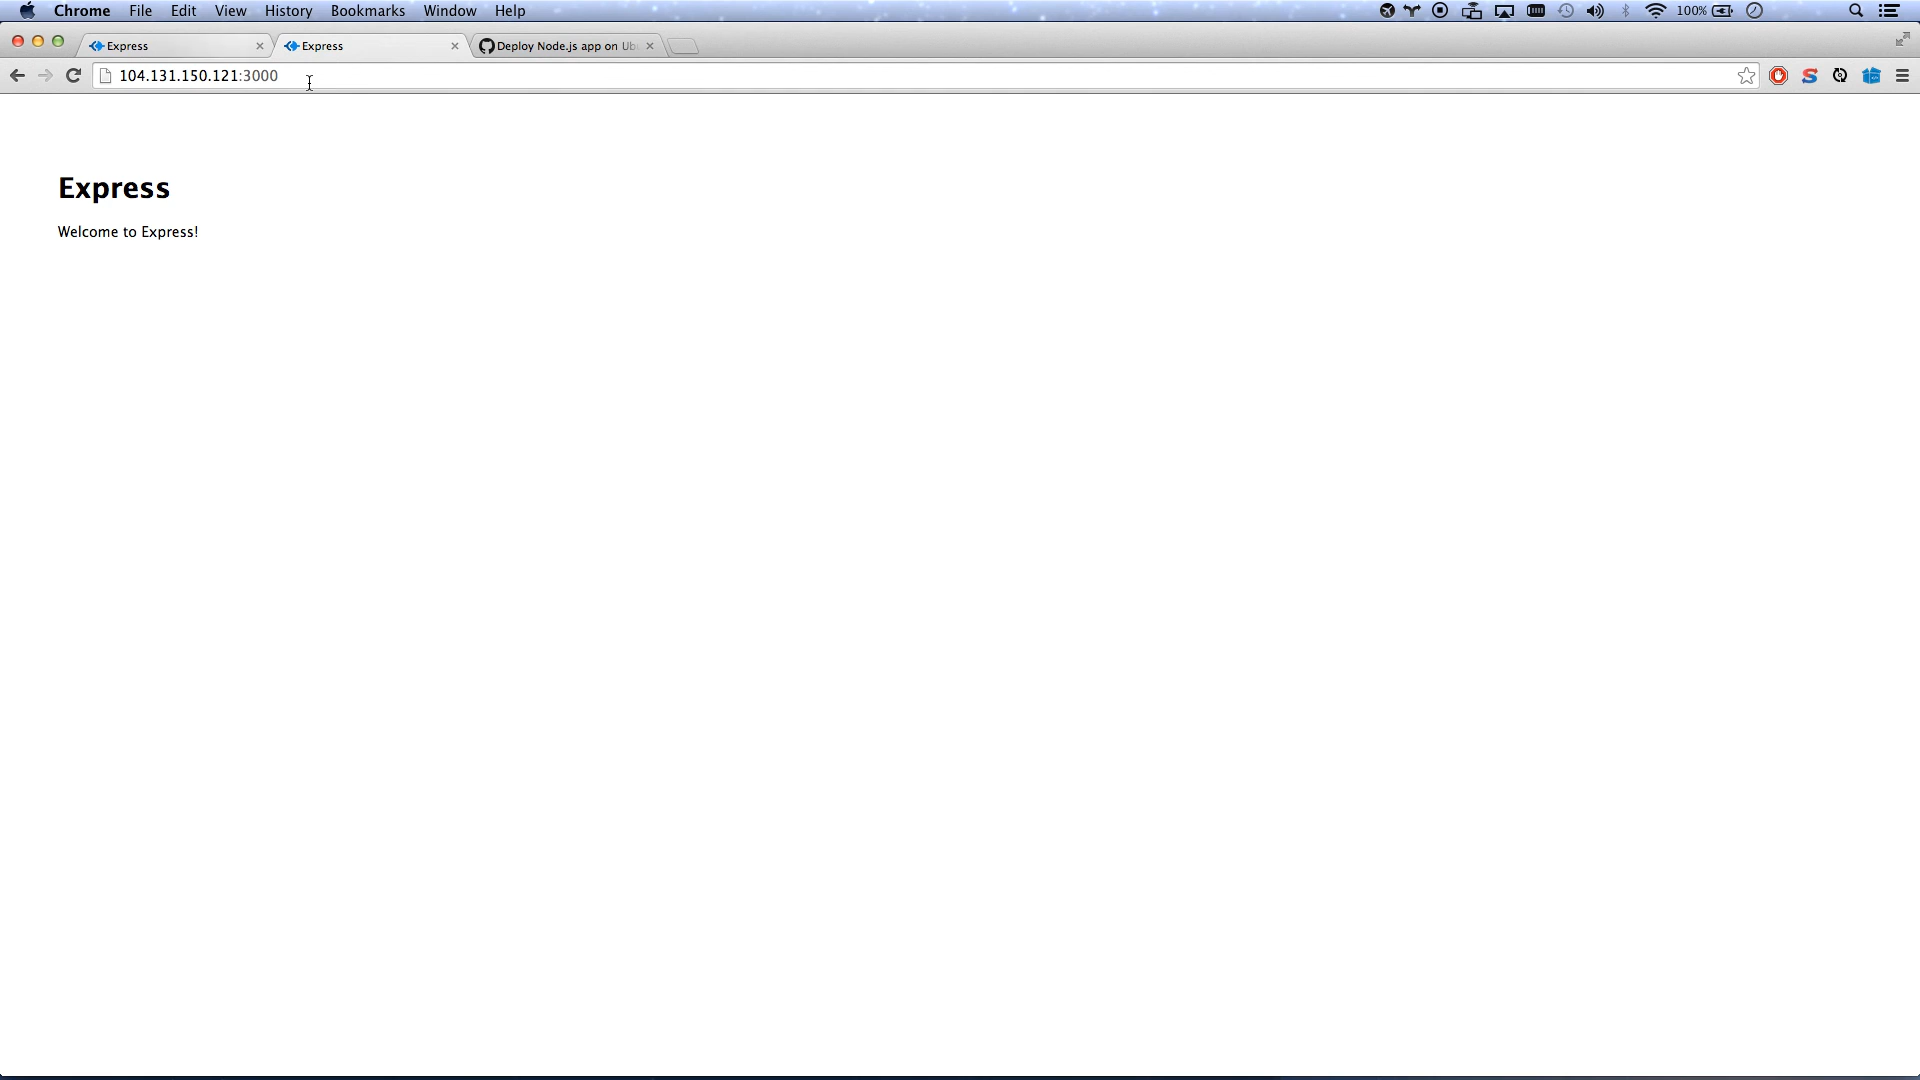 Chrome File Edit View History Bookmarks Window Help 100%
Express Express Deploy Node.js app on Ub
104.131.150.121:3000
Express
Welcome to Express!